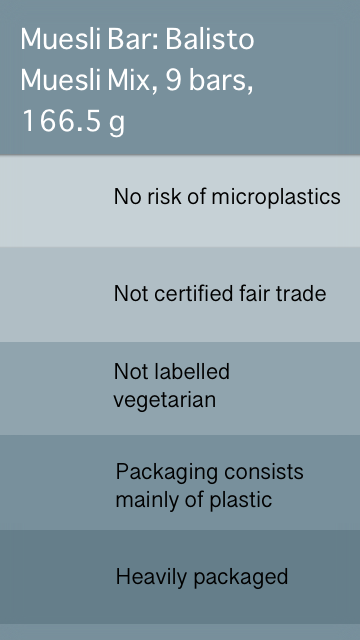 Muesli Bar: Balisto
Muesli Mix, 9 bars,
166.5 g
No risk of microplastics
Not certified fair trade
Not labelled
vegetarian
Packaging consists
mainly of plastic
Heavily packaged